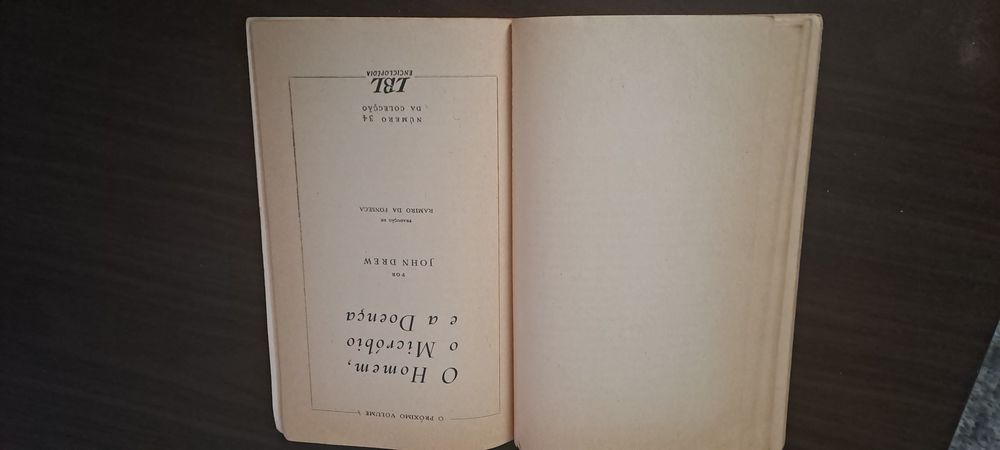 O PRÓXIMO VOLUME
O Homem,
o Micróbio
e a Doença
POR
JOHN DREW
TRADUÇÃO DE
RAMIRO DA FONSECA
NÚMERO 34
DA COLECÇÃO
LBL
ENCICLOPÉDIA